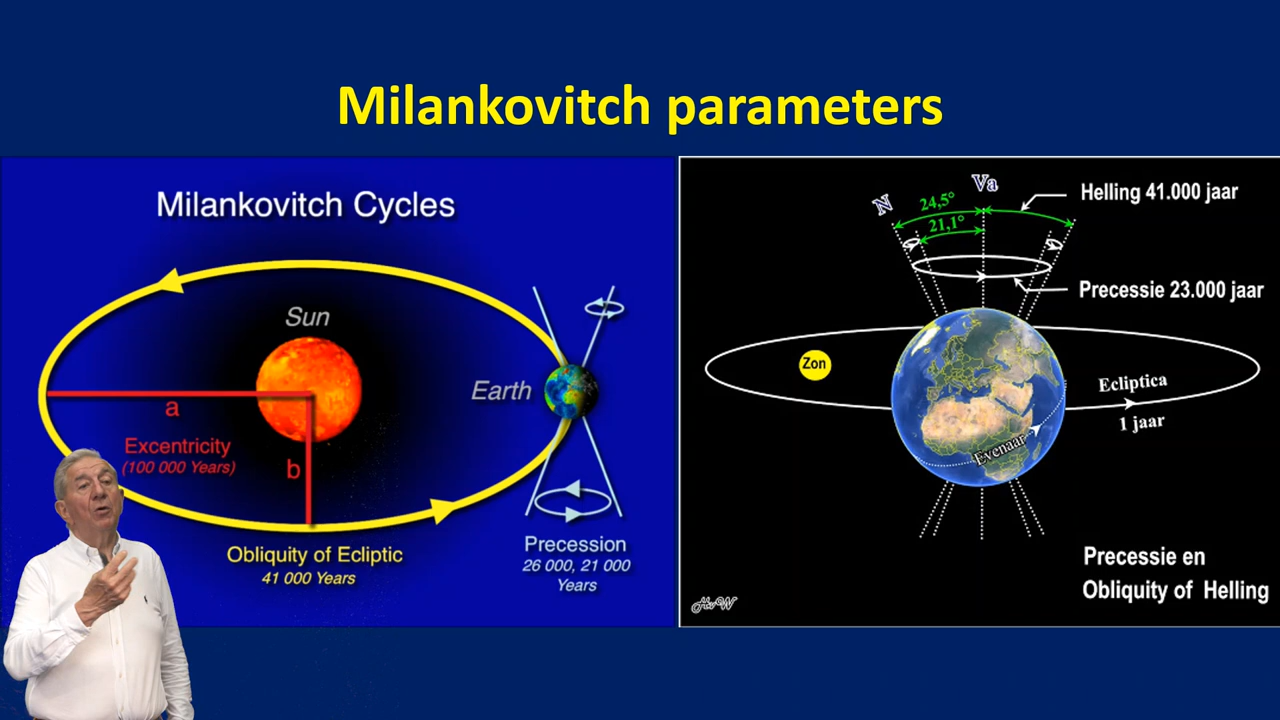 Milankovitch parameters
Milankovitch Cycles
Sun
Earth
a
Excentricity
(100 000 Years)
b
Obliquity of Ecliptic
41 000 Years
Precession
26 000, 21 000
Years
N
Va
24,5°
21,1°
Helling 41.000 jaar
Precessie 23.000 jaar
Zon
Ecliptica
1 jaar
Evenaar
Precessie en
Obliquity of Helling
HvW